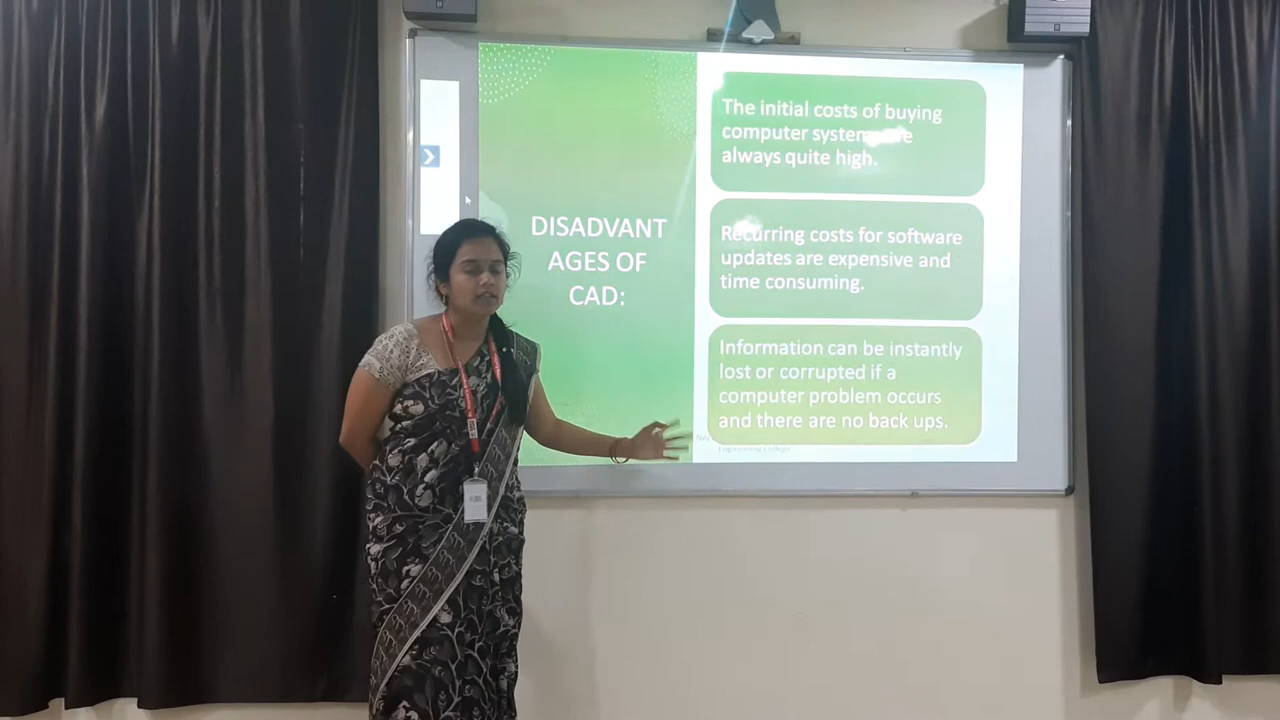 DISADVANT
AGES OF
CAD:
The initial costs of buying
computer
always quite high.
Recurring costs for software
updates are expensive and
time consuming.
Information can be instantly
lost or corrupted if a
computer problem occurs
and there are no back ups.
Engineering College